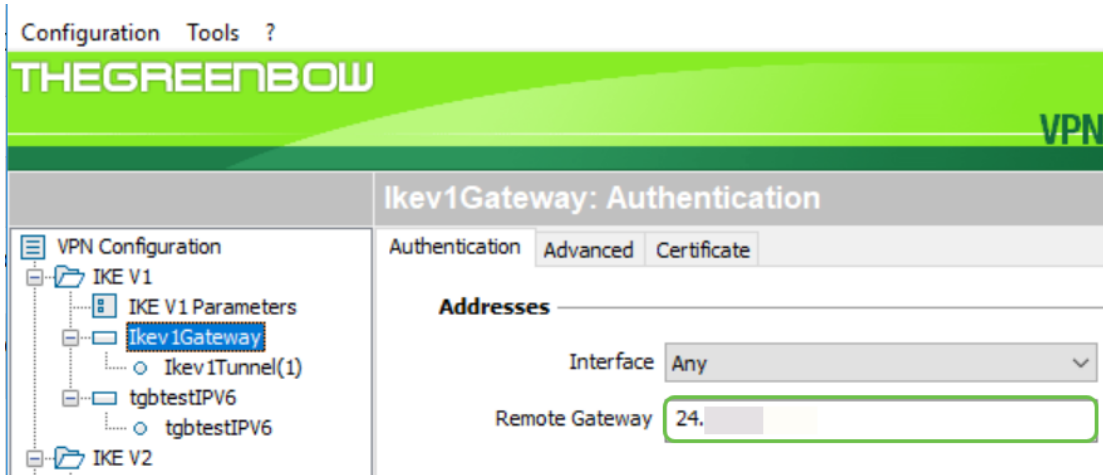 Configuration Tools ?
THEGREENBOW
VPN
Ikev1Gateway: Authentication
VPN Configuration
IKE V1
IKE V1 Parameters
Ikev1Gateway
Ikev1Tunnel(1)
tgbtestIPV6
tgbtestIPV6
IKE V2
Authentication Advanced Certificate
Addresses
Interface Any
Remote Gateway 24.